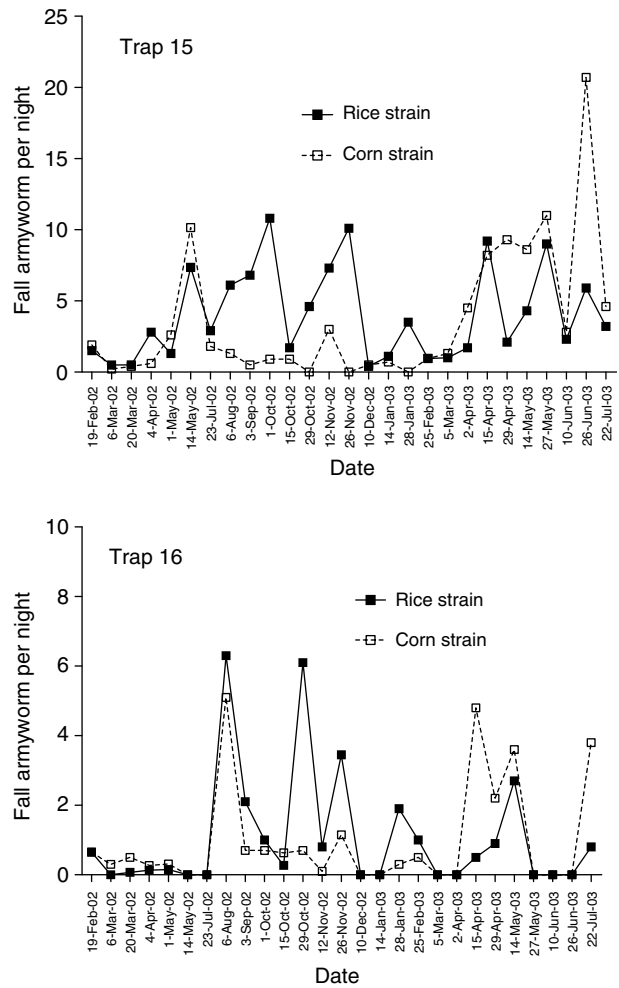 25
Trap 15
20
Rice strain
15
Corn strain
10
5
0
Fall armyworm per night
19-Feb-02
6-Mar-02
20-Mar-02
4-Apr-02
1-May-02
14-May-02
23-Jul-02
6-Aug-02
3-Sep-02
1-Oct-02
15-Oct-02
29-Oct-02
12-Nov-02
26-Nov-02
10-Dec-02
14-Jan-03
28-Jan-03
25-Feb-03
5-Mar-03
2-Apr-03
15-Apr-03
29-Apr-03
14-May-03
27-May-03
10-Jun-03
26-Jun-03
22-Jul-03
Date
10
Trap 16
8
Rice strain
Corn strain
6
4
2
0
Fall armyworm per night
19-Feb-02
6-Mar-02
20-Mar-02
4-Apr-02
1-May-02
14-May-02
23-Jul-02
6-Aug-02
3-Sep-02
1-Oct-02
15-Oct-02
29-Oct-02
12-Nov-02
26-Nov-02
10-Dec-02
14-Jan-03
28-Jan-03
25-Feb-03
5-Mar-03
2-Apr-03
15-Apr-03
29-Apr-03
14-May-03
27-May-03
10-Jun-03
26-Jun-03
22-Jul-03
Date